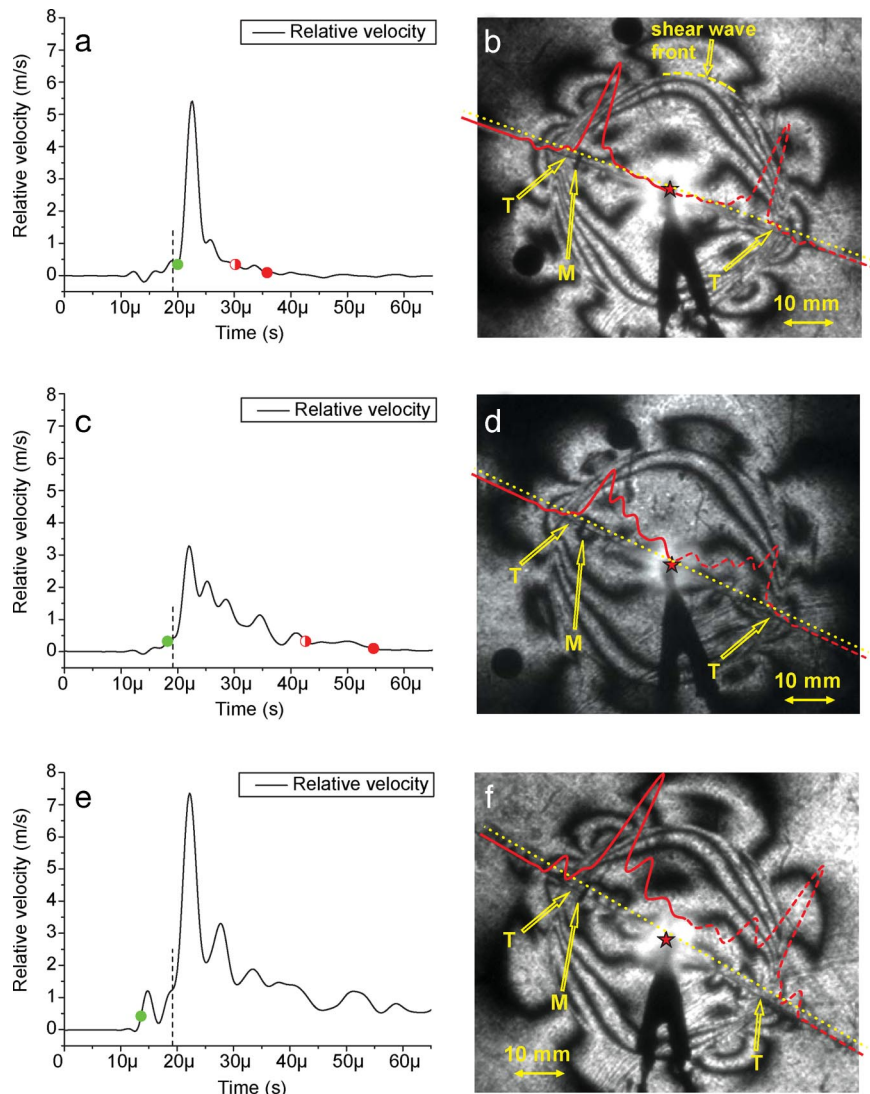 a
Relative velocity
Relative velocity (m/s)
8
7
6
5
4
3
2
1
0
0
10μ
20μ
30μ
40μ
50μ
60μ
Time (s)
b
shear wave
front
T
M
T
10 mm
c
Relative velocity
Relative velocity (m/s)
8
7
6
5
4
3
2
1
0
0
10μ
20μ
30μ
40μ
50μ
60μ
Time (s)
d
T
M
T
10 mm
e
Relative velocity
Relative velocity (m/s)
8
7
6
5
4
3
2
1
0
0
10μ
20μ
30μ
40μ
50μ
60μ
Time (s)
f
T
M
T
10 mm